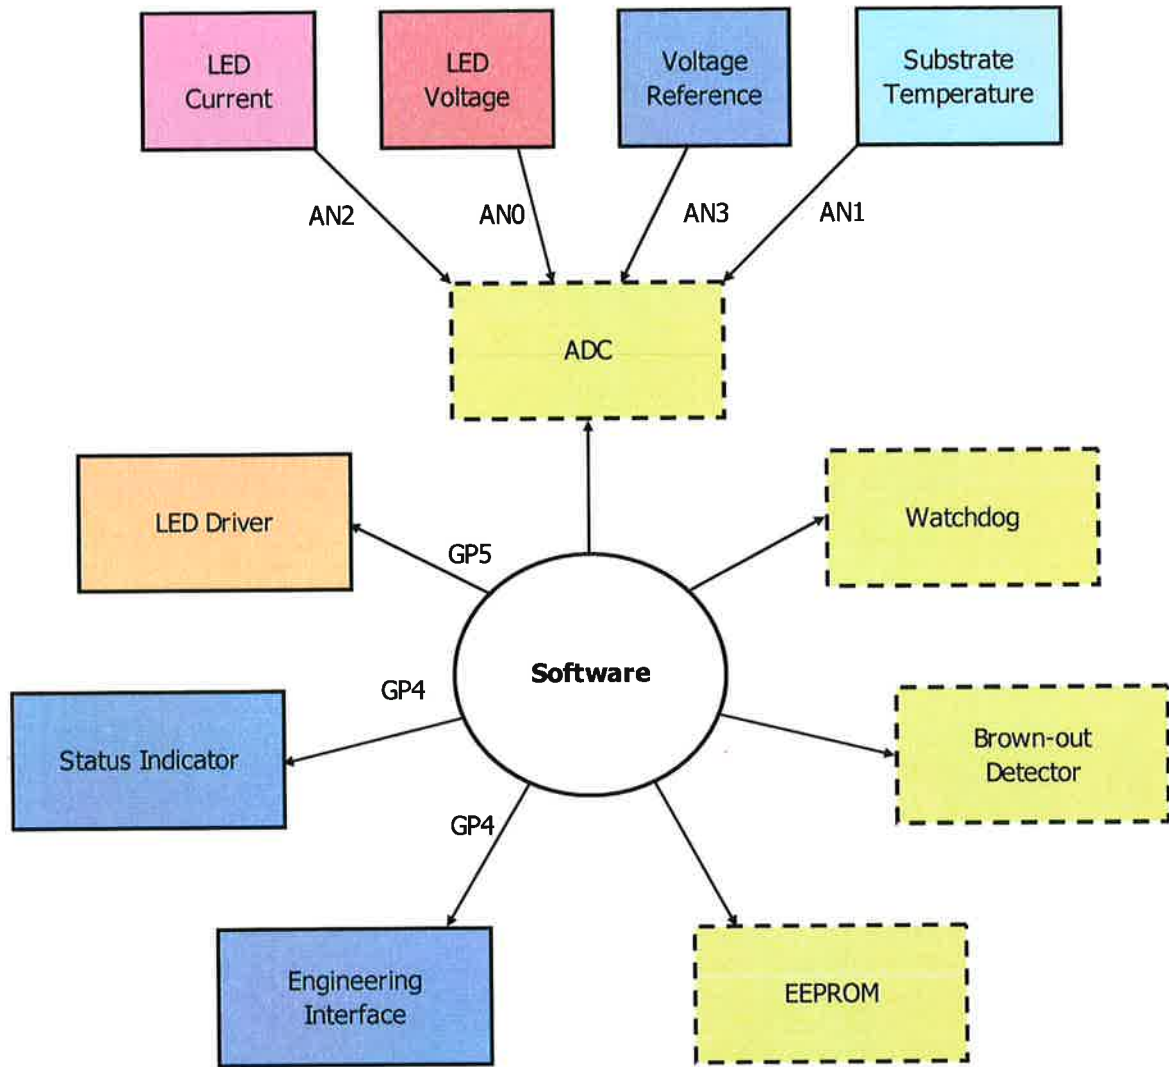 LED
Current
LED
Voltage
Voltage
Reference
Substrate
Temperature
AN2
AN0
AN3
AN1
ADC
LED Driver
Watchdog
GP5
Software
GP4
Status Indicator
Brown-out
Detector
GP4
Engineering
Interface
EEPROM